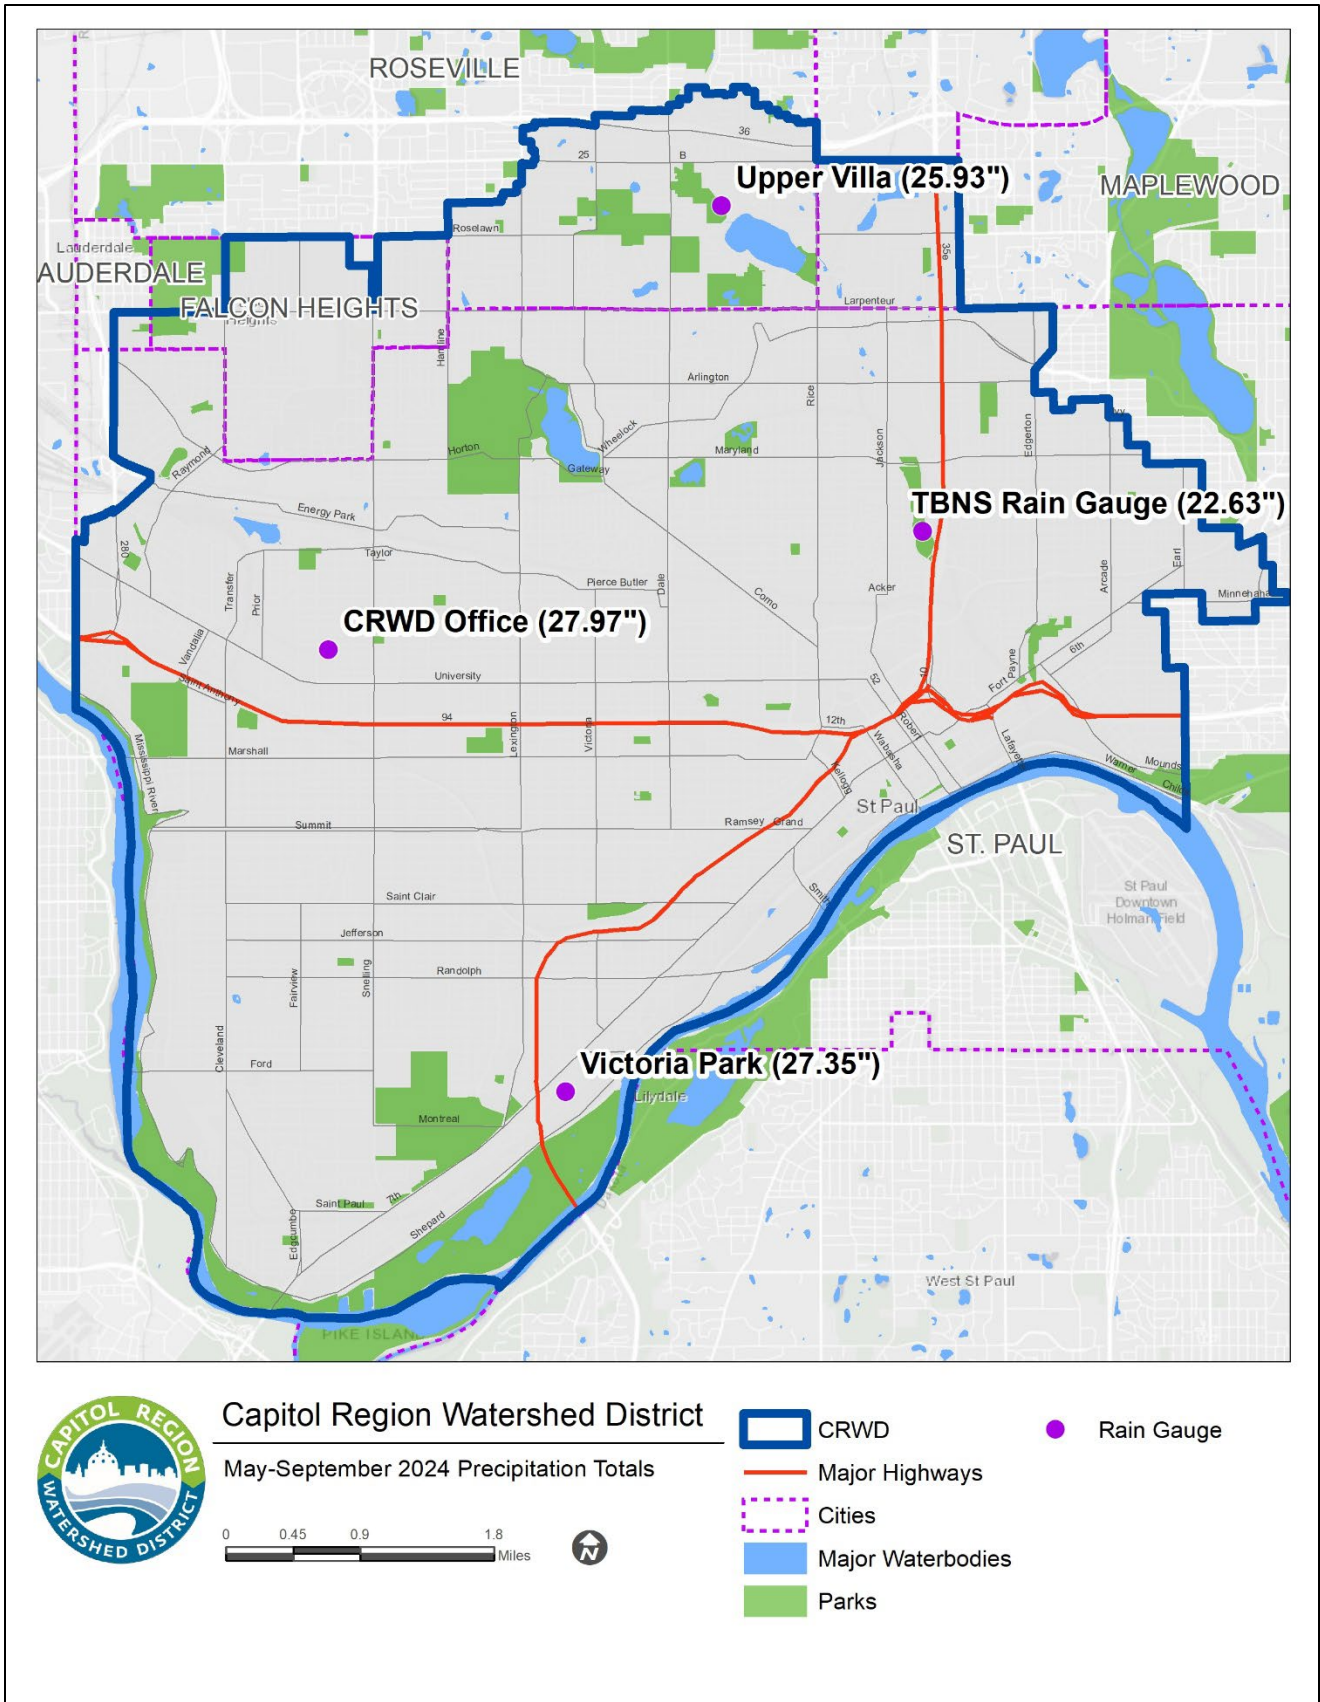 ROSEVILLE
36
25
B
Upper Villa (25.93")
MAPLEWOOD
Roselawn
35e
Lauderdale
AUDERDALE
FALCON HEIGHTS
Heights
Larpenteur
Hamline
Arlington
Rice
Edgerton
Wheelock
Horton
Maryland
Jackson
Gateway
Raymond
TBNS Rain Gauge (22.63")
Energy Park
280
Taylor
Transfer
Prior
Pierce Butler
Dale
Como
Acker
Arcade
Earl
Minnehaha
CRWD Office (27.97")
Vandalia
6th
Payne
Fort
University
52
10
Saint Anthony
94
Lexington
Victoria
12th
Robert
Mississippi River
Marshall
Wabasha
Lafayette
Mounds
Warner
Childs
Kellogg
St Paul
Summit
Ramsey
Grand
ST. PAUL
Saint Clair
Smith
St Paul
Downtown
Holman Field
Jefferson
Fairview
Snelling
Randolph
Cleveland
Ford
Victoria Park (27.35")
Lilydale
Montreal
Saint Paul
7th
Shepard
Edgcumbe
West St Paul
PIKE ISLAND
CAPITOL REGION
WATERSHED DISTRICT
Capitol Region Watershed District
May-September 2024 Precipitation Totals
0 0.45 0.9 1.8
Miles
N
CRWD
Rain Gauge
Major Highways
Cities
Major Waterbodies
Parks